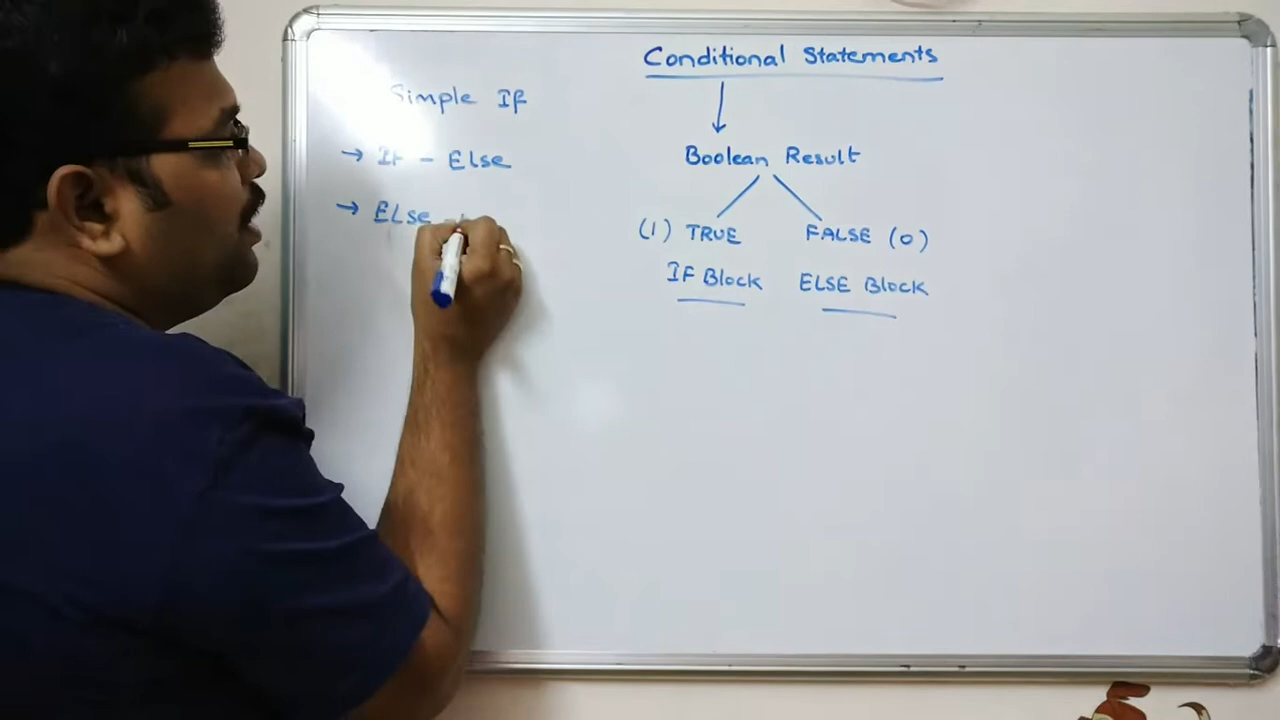 Conditional Statements
Simple If
→ If - Else
→ ELse -
Boolean Result
(1) TRUE FALSE (0)
IF Block ELSE Block